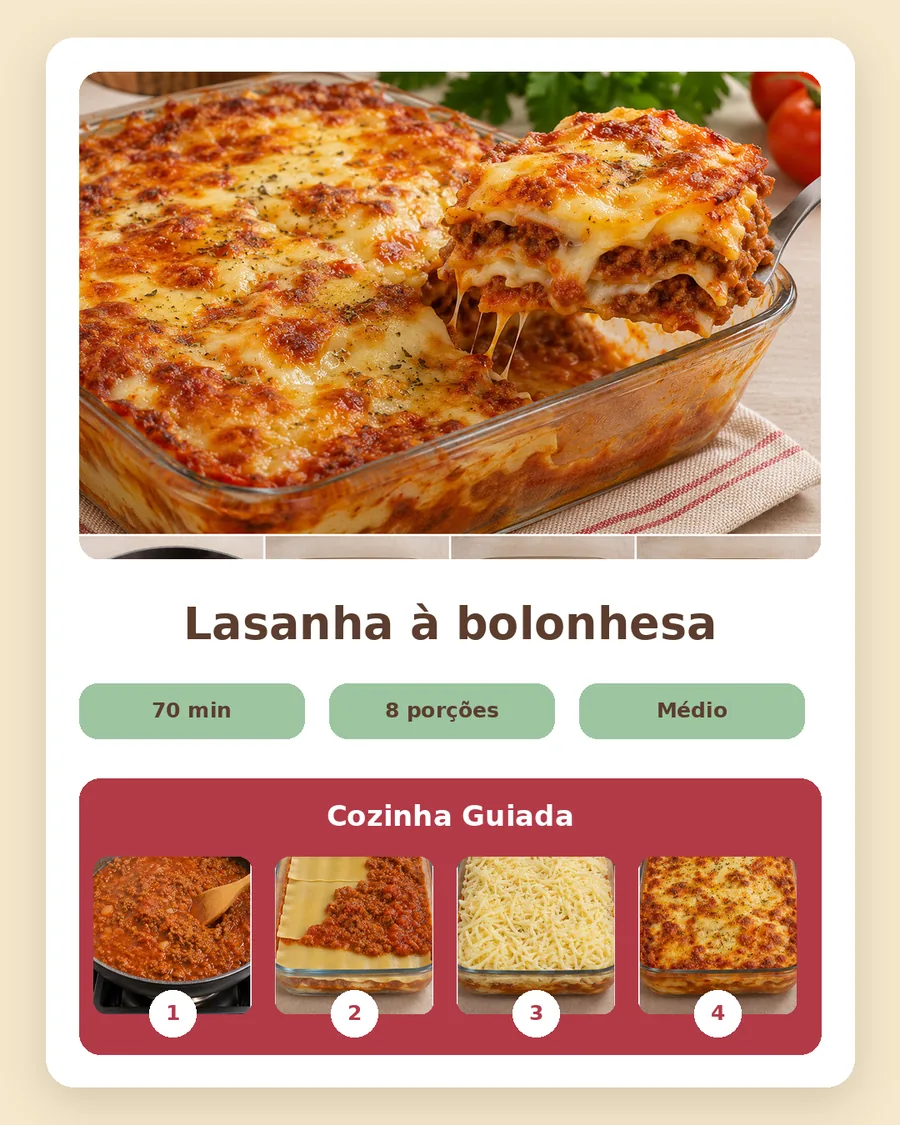 Lasanha à bolonhesa
70 min
8 porções
Médio
Cozinha Guiada
1
2
3
4